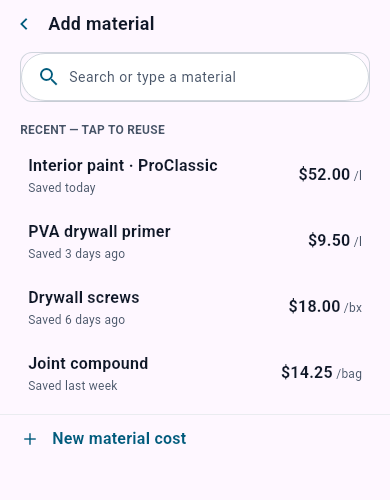 Add material
Search or type a material
RECENT — TAP TO REUSE
Interior paint · ProClassic
Saved today
$52.00 /l
PVA drywall primer
Saved 3 days ago
$9.50 /l
Drywall screws
Saved 6 days ago
$18.00 /bx
Joint compound
Saved last week
$14.25 /bag
New material cost